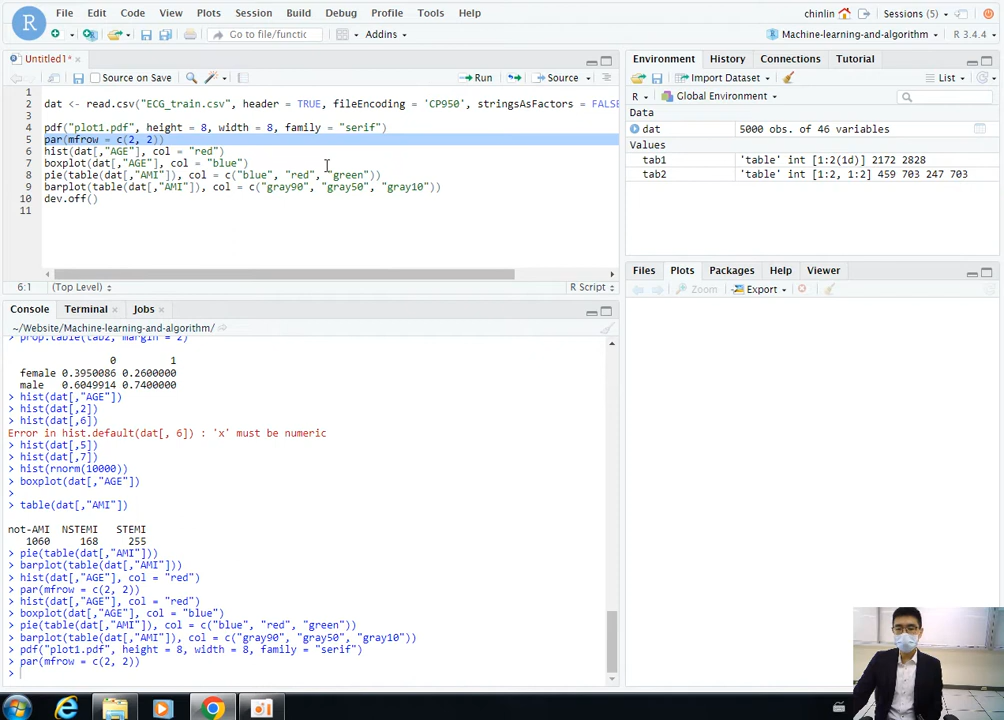 File Edit Code View Plots Session Build Debug Profile Tools Help chinlin Sessions (5)
Go to file/functic Addins Machine-learning-and-algorithm R 3.4.4
Untitled1*
Source on Save Run Source
1
2 dat <- read.csv("ECG_train.csv", header = TRUE, fileEncoding = 'CP950', stringsAsFactors = FALSE
3
4 pdf("plot1.pdf", height = 8, width = 8, family = "serif")
5 par(mfrow = c(2, 2))
6 hist(dat[,"AGE"], col = "red")
7 boxplot(dat[,"AGE"], col = "blue")
8 pie(table(dat[,"AMI"]), col = c("blue", "red", "green"))
9 barplot(table(dat[,"AMI"]), col = c("gray90", "gray50", "gray10"))
10 dev.off()
11
6:1 (Top Level) R Script
Console Terminal Jobs
~/Website/Machine-learning-and-algorithm/
> prop.table(tab2, margin = 2)
0 1
female 0.3950086 0.2600000
male 0.6049914 0.7400000
> hist(dat[,"AGE"])
> hist(dat[,2])
> hist(dat[,6])
Error in hist.default(dat[, 6]) : 'x' must be numeric
> hist(dat[,5])
> hist(dat[,7])
> hist(rnorm(10000))
> boxplot(dat[,"AGE"])
>
> table(dat[,"AMI"])
not-AMI NSTEMI STEMI
1060 168 255
> pie(table(dat[,"AMI"]))
> barplot(table(dat[,"AMI"]))
> hist(dat[,"AGE"], col = "red")
> par(mfrow = c(2, 2))
> hist(dat[,"AGE"], col = "red")
> boxplot(dat[,"AGE"], col = "blue")
> pie(table(dat[,"AMI"]), col = c("blue", "red", "green"))
> barplot(table(dat[,"AMI"]), col = c("gray90", "gray50", "gray10"))
> pdf("plot1.pdf", height = 8, width = 8, family = "serif")
> par(mfrow = c(2, 2))
>
Environment History Connections Tutorial
Import Dataset List
R Global Environment
Data
dat 5000 obs. of 46 variables
Values
tab1 'table' int [1:2(1d)] 2172 2828
tab2 'table' int [1:2, 1:2] 459 703 247 703
Files Plots Packages Help Viewer
Zoom Export